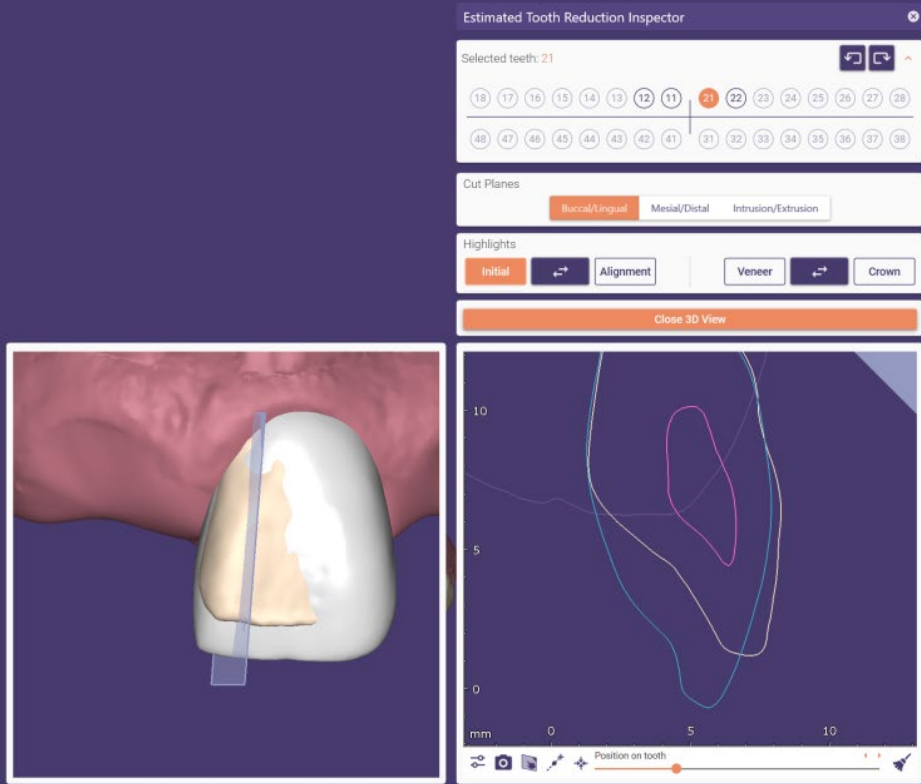 Estimated Tooth Reduction Inspector
Selected teeth: 21
18 17 16 15 14 13 12 11 21 22 23 24 25 26 27 28
48 47 46 45 44 43 42 41 31 32 33 34 35 36 37 38
Cut Planes
Buccal/Lingual Mesial/Distal Intrusion/Extrusion
Highlights
Initial Alignment Veneer Crown
Close 3D View
10
5
0
mm 0 5 10
Position on tooth